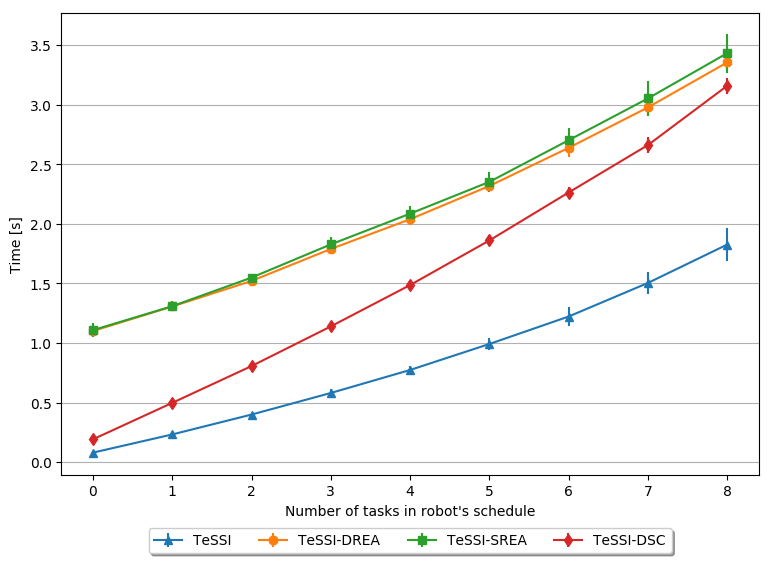 3.5
3.0
2.5
2.0
1.5
1.0
0.5
0.0
Time [s]
0 1 2 3 4 5 6 7 8
Number of tasks in robot's schedule
TeSSI TeSSI-DREA TeSSI-SREA TeSSI-DSC